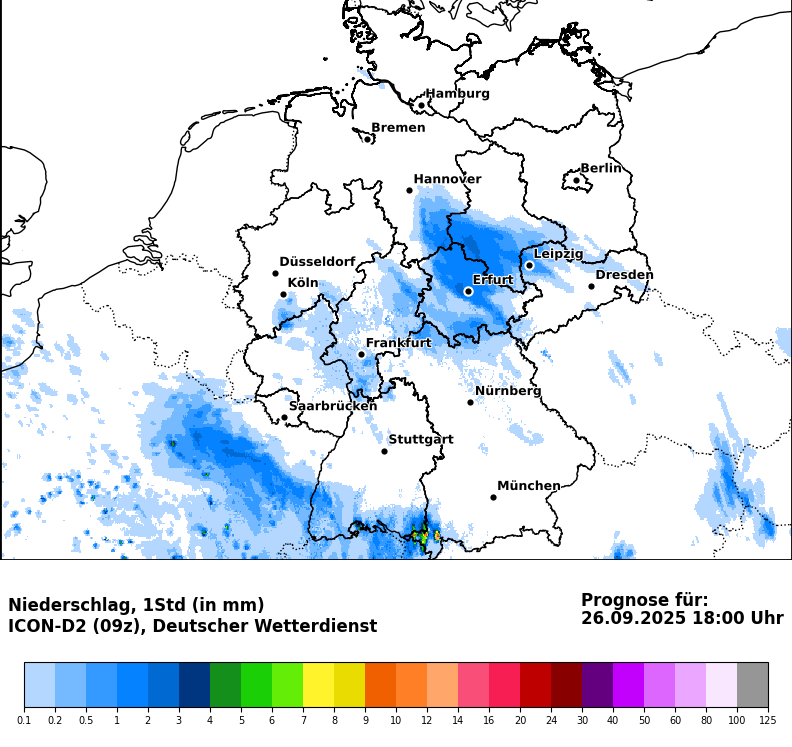 Hamburg
Bremen
Berlin
Hannover
Leipzig
Düsseldorf
Dresden
Köln
Erfurt
Frankfurt
Nürnberg
Saarbrücken
Stuttgart
München
Niederschlag, 1Std (in mm)
ICON-D2 (09z), Deutscher Wetterdienst
Prognose für:
26.09.2025 18:00 Uhr
0.1 0.2 0.5 1 2 3 4 5 6 7 8 9 10 12 14 16 20 24 30 40 50 60 80 100 125